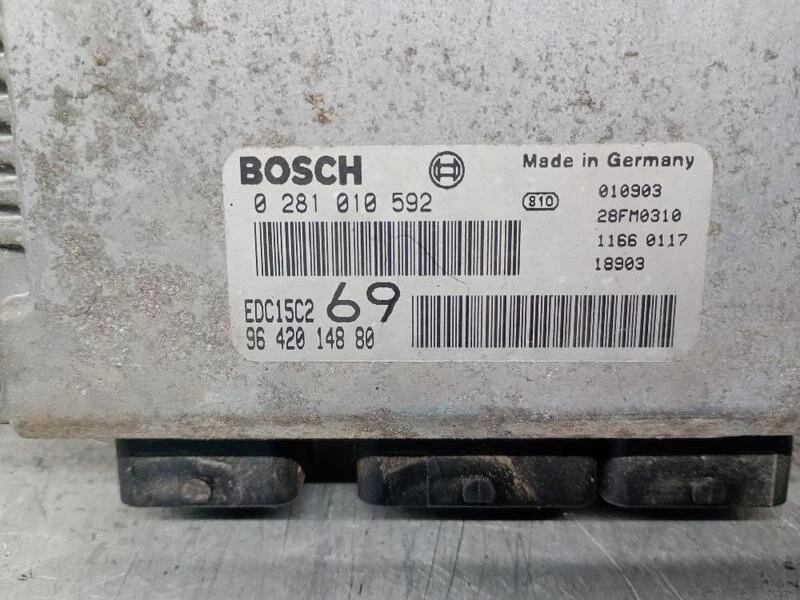 BOSCH
Made in Germany
0 281 010 592
810
010903
28FM0310
1166 0117
18903
EDC15C2 69
96 420 148 80